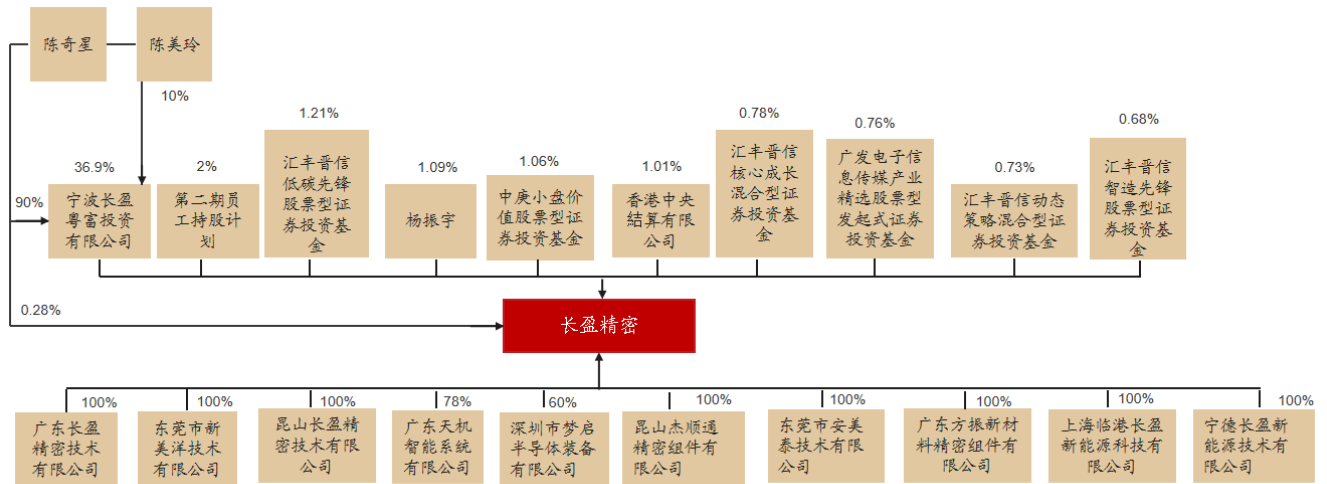 陈奇星
陈美玲
10%
90%
36.9%
宁波长盈
粤富投资
有限公司
2%
第二期员
工持股计
划
1.21%
汇丰晋信
低碳先锋
股票型证
券投资基
金
1.09%
杨振宇
1.06%
中庚小盘价
值股票型证
券投资基金
1.01%
香港中央
結算有限
公司
0.78%
汇丰晋信
核心成长
混合型证
券投资基
金
0.76%
广发电子信
息传媒产业
精选股票型
发起式证券
投资基金
0.73%
汇丰晋信动态
策略混合型证
券投资基金
0.68%
汇丰晋信
智造先锋
股票型证
券投资基
金
0.28%
长盈精密
100%
广东长盈
精密技术
有限公司
100%
东莞市新
美洋技术
有限公司
100%
昆山长盈精
密技术有限
公司
78%
广东天机
智能系统
有限公司
60%
深圳市梦启
半导体装备
有限公司
100%
昆山杰顺通
精密组件有
限公司
100%
东莞市安美
泰技术有限
公司
100%
广东方振新材
料精密组件有
限公司
100%
上海临港长盈
新能源科技有
限公司
100%
宁德长盈新
能源技术有
限公司